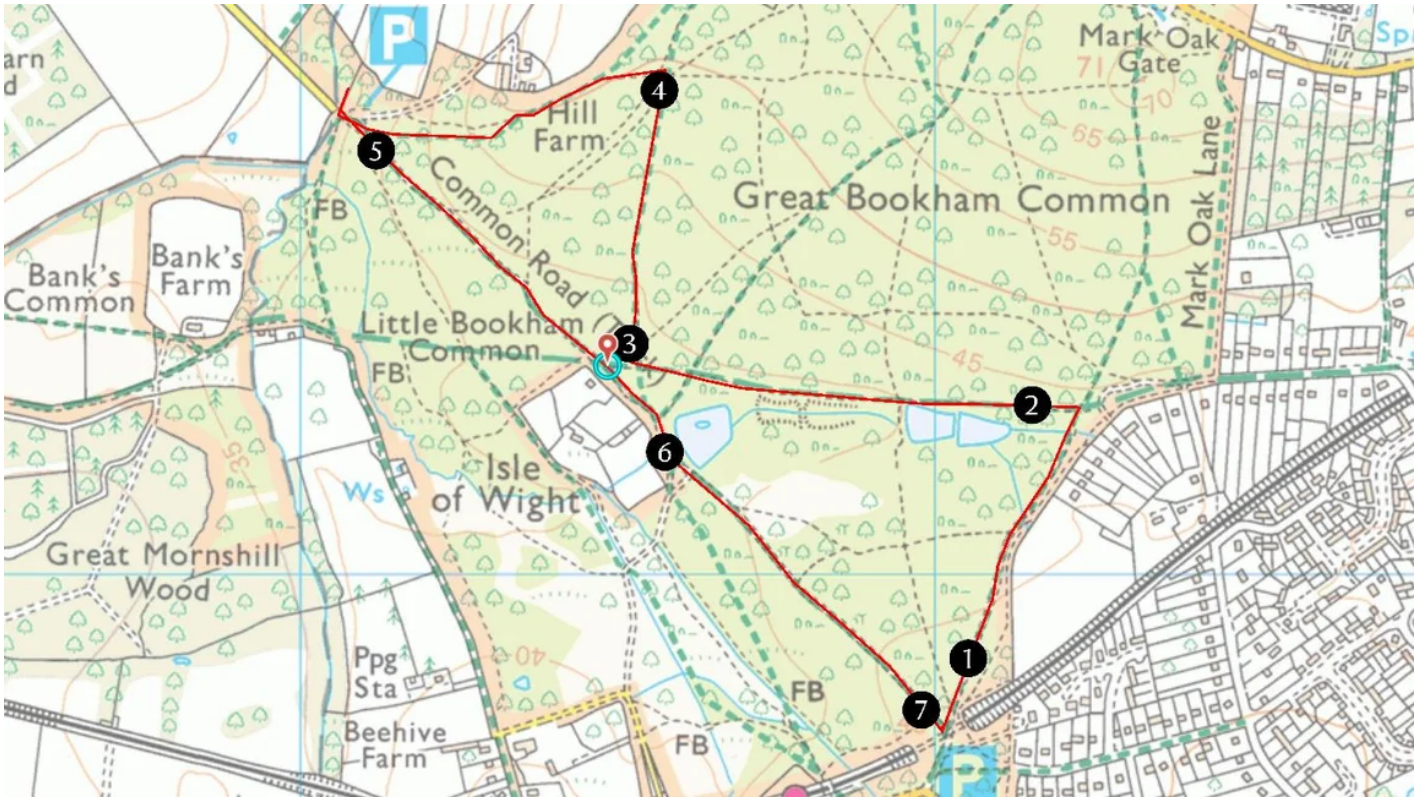 P
Mark Oak
Gate
71
70
65
Spr
arn
d
4
Hill
Farm
5
Common Road
FB
Great Bookham Common
Mark Oak Lane
55
Bank's
Farm
Bank's
Common
Little Bookham
Common
3
45
FB
2
35
6
Isle
of Wight
Ws
Great Mornshill
Wood
40
Ppg
Sta
1
FB
7
Beehive
Farm
FB
P